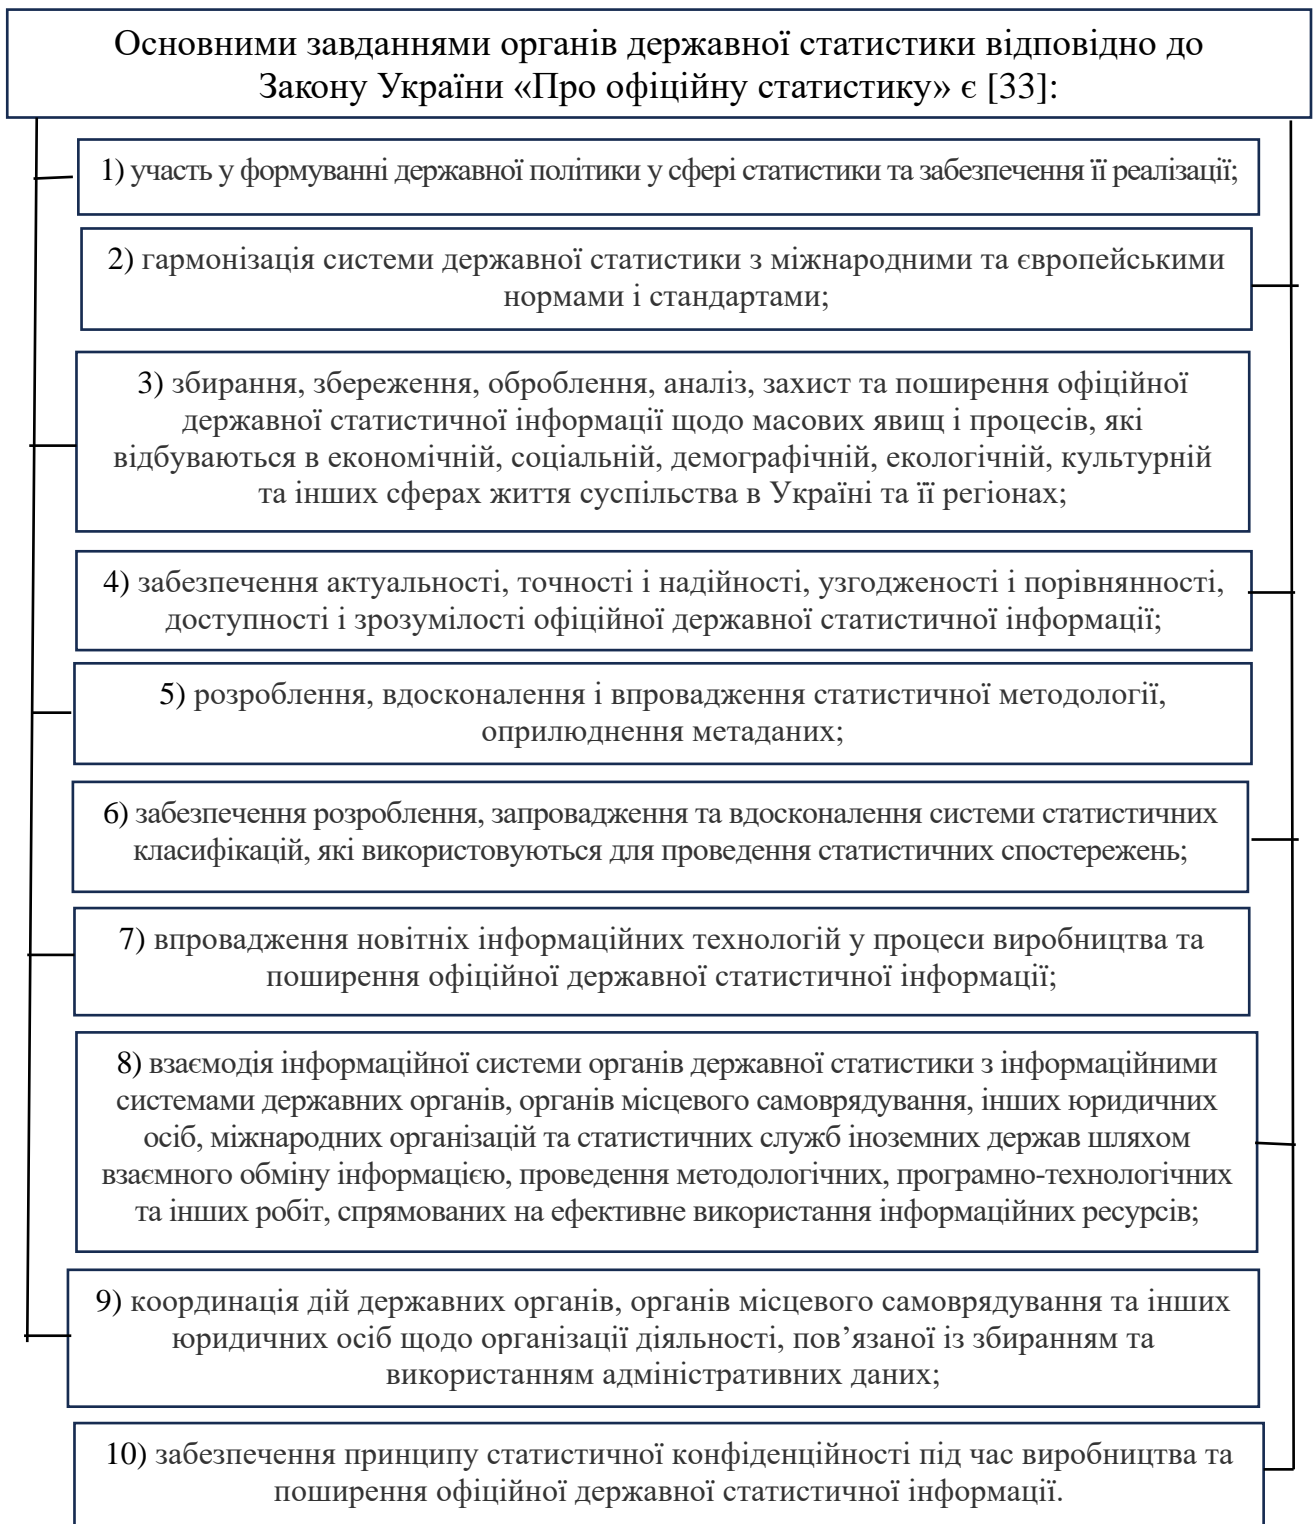 Основними завданнями органів державної статистики відповідно до
Закону України «Про офіційну статистику» є [33]:
1) участь у формуванні державної політики у сфері статистики та забезпечення її реалізації;
2) гармонізація системи державної статистики з міжнародними та європейськими
нормами і стандартами;
3) збирання, збереження, оброблення, аналіз, захист та поширення офіційної
державної статистичної інформації щодо масових явищ і процесів, які
відбуваються в економічній, соціальній, демографічній, екологічній, культурній
та інших сферах життя суспільства в Україні та її регіонах;
4) забезпечення актуальності, точності і надійності, узгодженості і порівнянності,
доступності і зрозумілості офіційної державної статистичної інформації;
5) розроблення, вдосконалення і впровадження статистичної методології,
оприлюднення метаданих;
6) забезпечення розроблення, запровадження та вдосконалення системи статистичних
класифікацій, які використовуються для проведення статистичних спостережень;
7) впровадження новітніх інформаційних технологій у процеси виробництва та
поширення офіційної державної статистичної інформації;
8) взаємодія інформаційної системи органів державної статистики з інформаційними
системами державних органів, органів місцевого самоврядування, інших юридичних
осіб, міжнародних організацій та статистичних служб іноземних держав шляхом
взаємного обміну інформацією, проведення методологічних, програмно-технологічних
та інших робіт, спрямованих на ефективне використання інформаційних ресурсів;
9) координація дій державних органів, органів місцевого самоврядування та інших
юридичних осіб щодо організації діяльності, пов’язаної із збиранням та
використанням адміністративних даних;
10) забезпечення принципу статистичної конфіденційності під час виробництва та
поширення офіційної державної статистичної інформації.